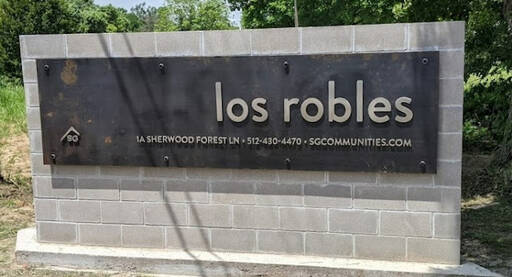 los robles
SG
1A SHERWOOD FOREST LN • 512-430-4470 • SGCOMMUNITIES.COM